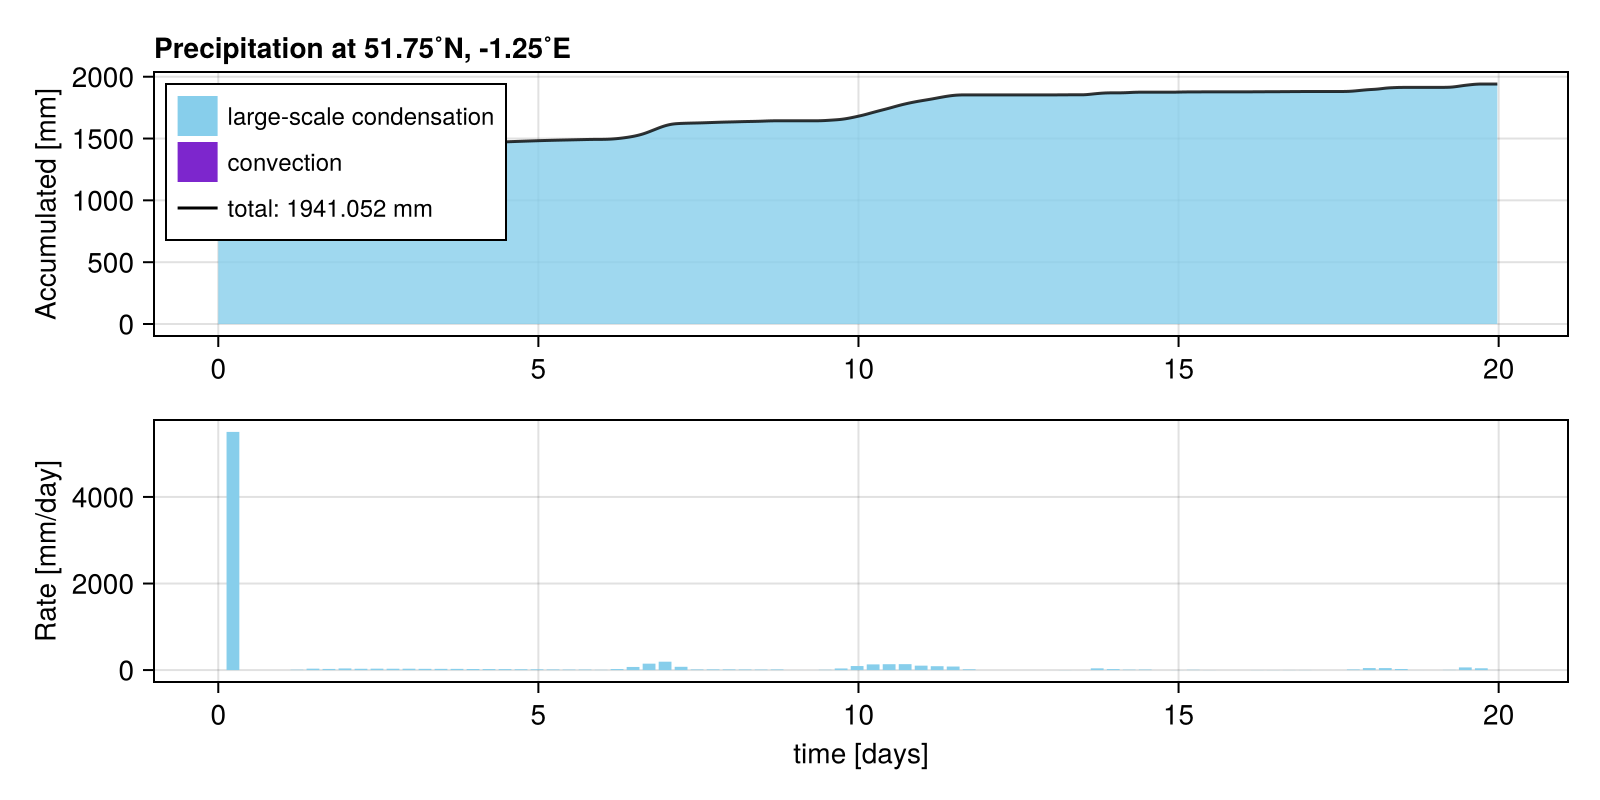 Precipitation at 51.75˚N, -1.25˚E
Accumulated [mm]
2000
1500
1000
500
0
large-scale condensation
convection
total: 1941.052 mm
0 5 10 15 20
Rate [mm/day]
4000
2000
0
0 5 10 15 20
time [days]